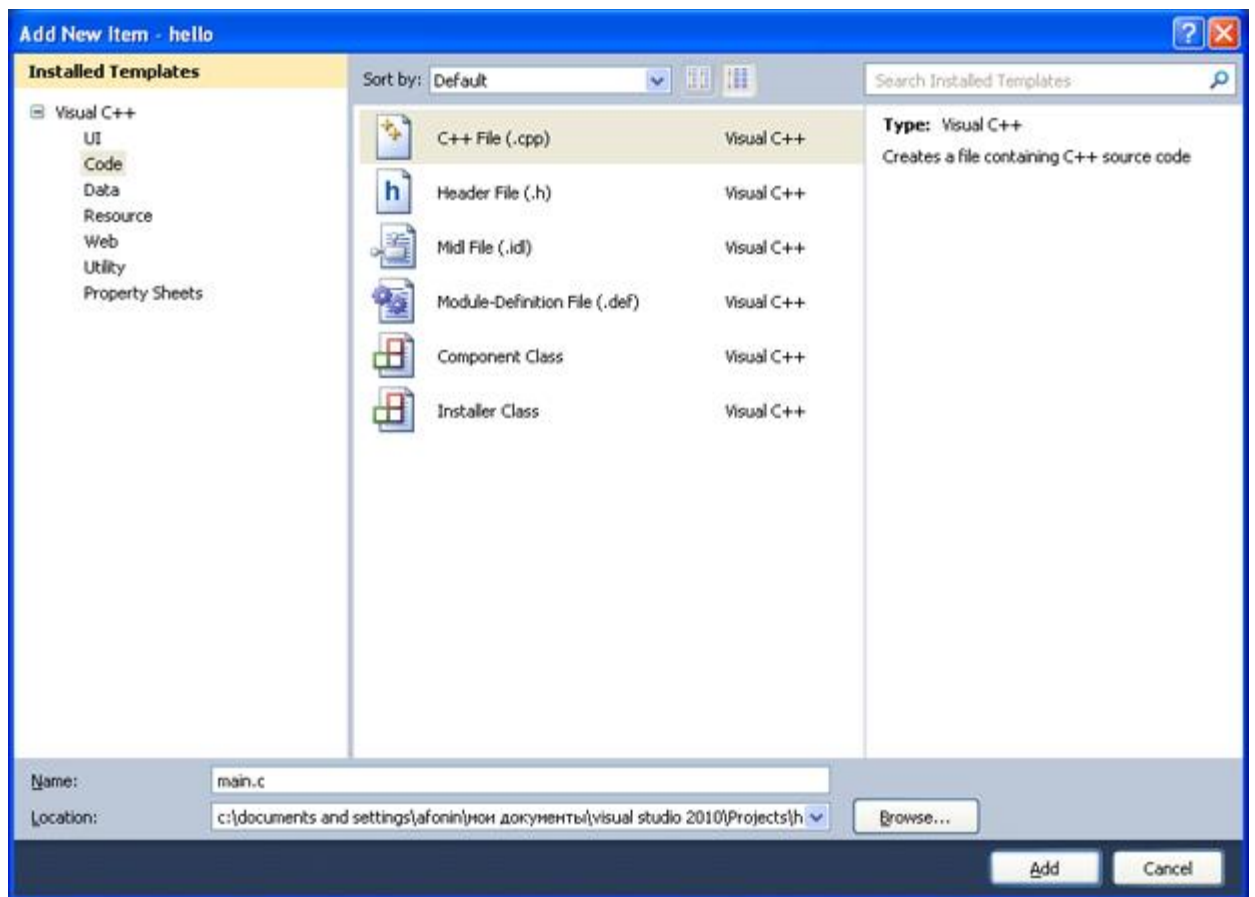 Add New Item - hello
Installed Templates
Visual C++
UI
Code
Data
Resource
Web
Utility
Property Sheets
Sort by: Default
C++ File (.cpp) Visual C++
Header File (.h) Visual C++
Midl File (.idl) Visual C++
Module-Definition File (.def) Visual C++
Component Class Visual C++
Installer Class Visual C++
Search Installed Templates
Type: Visual C++
Creates a file containing C++ source code
Name: main.c
Location: c:\documents and settings\afonin\мои документы\visual studio 2010\Projects\h
Browse...
Add Cancel